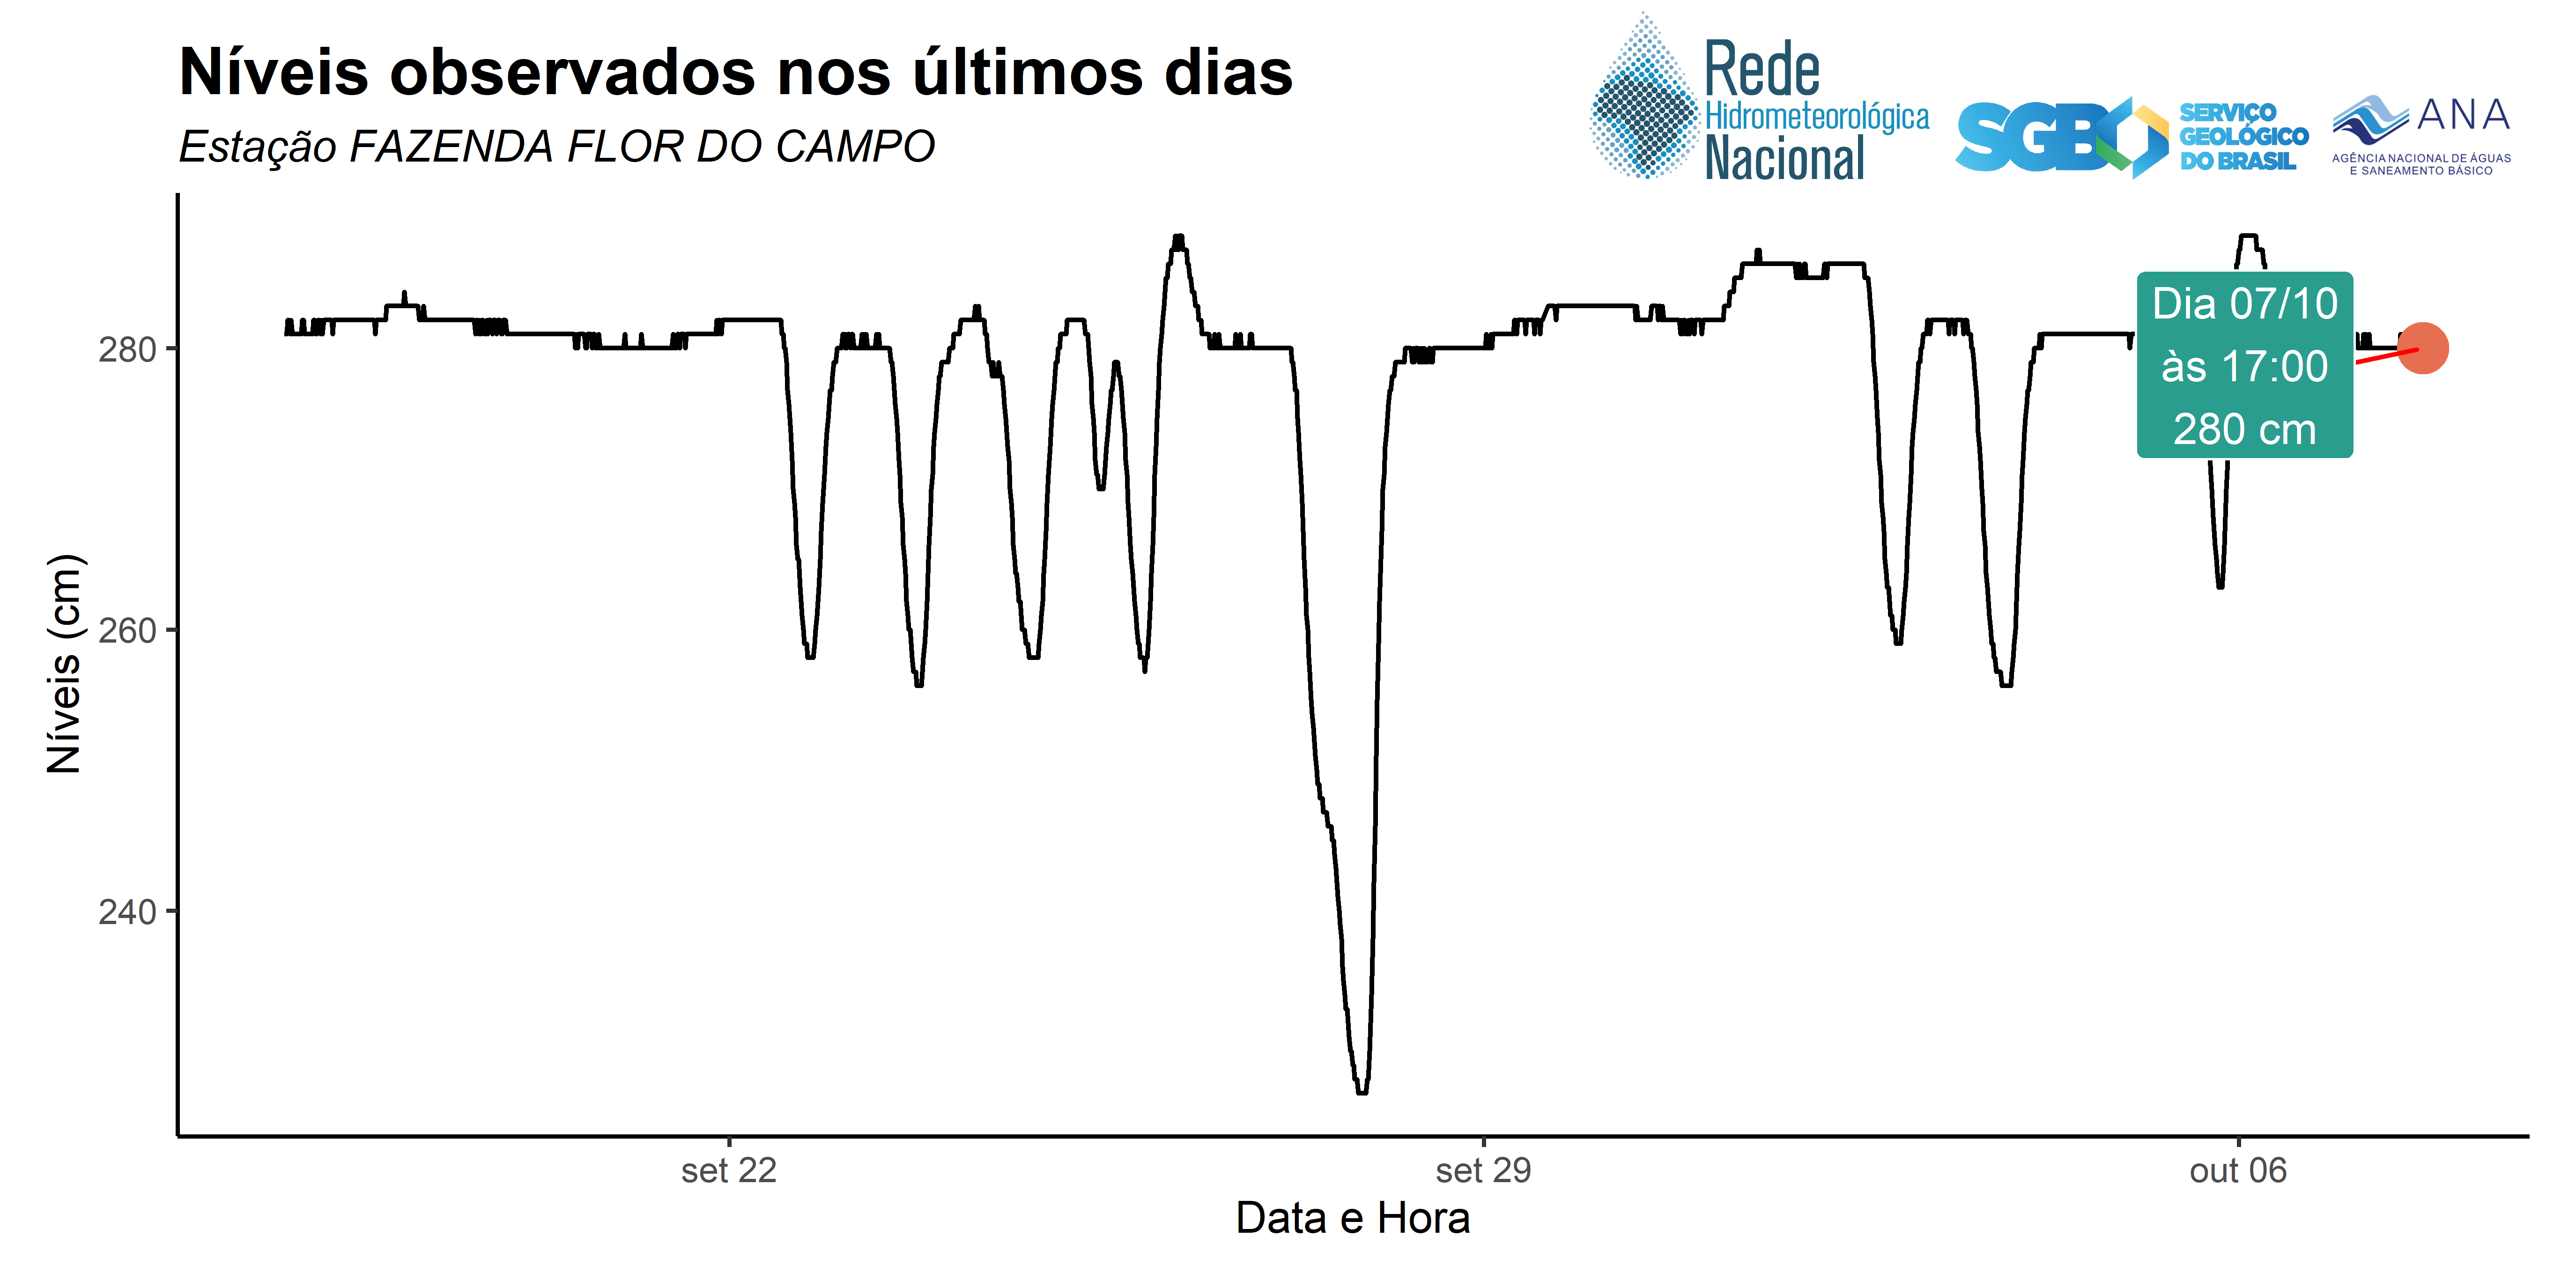 Níveis observados nos últimos dias
Estação FAZENDA FLOR DO CAMPO
Rede
Hidrometeorológica
Nacional
SGB
SERVIÇO
GEOLÓGICO
DO BRASIL
ANA
AGÊNCIA NACIONAL DE ÁGUAS
E SANEAMENTO BÁSICO
Níveis (cm)
280
260
240
Dia 07/10
às 17:00
280 cm
set 22
set 29
out 06
Data e Hora